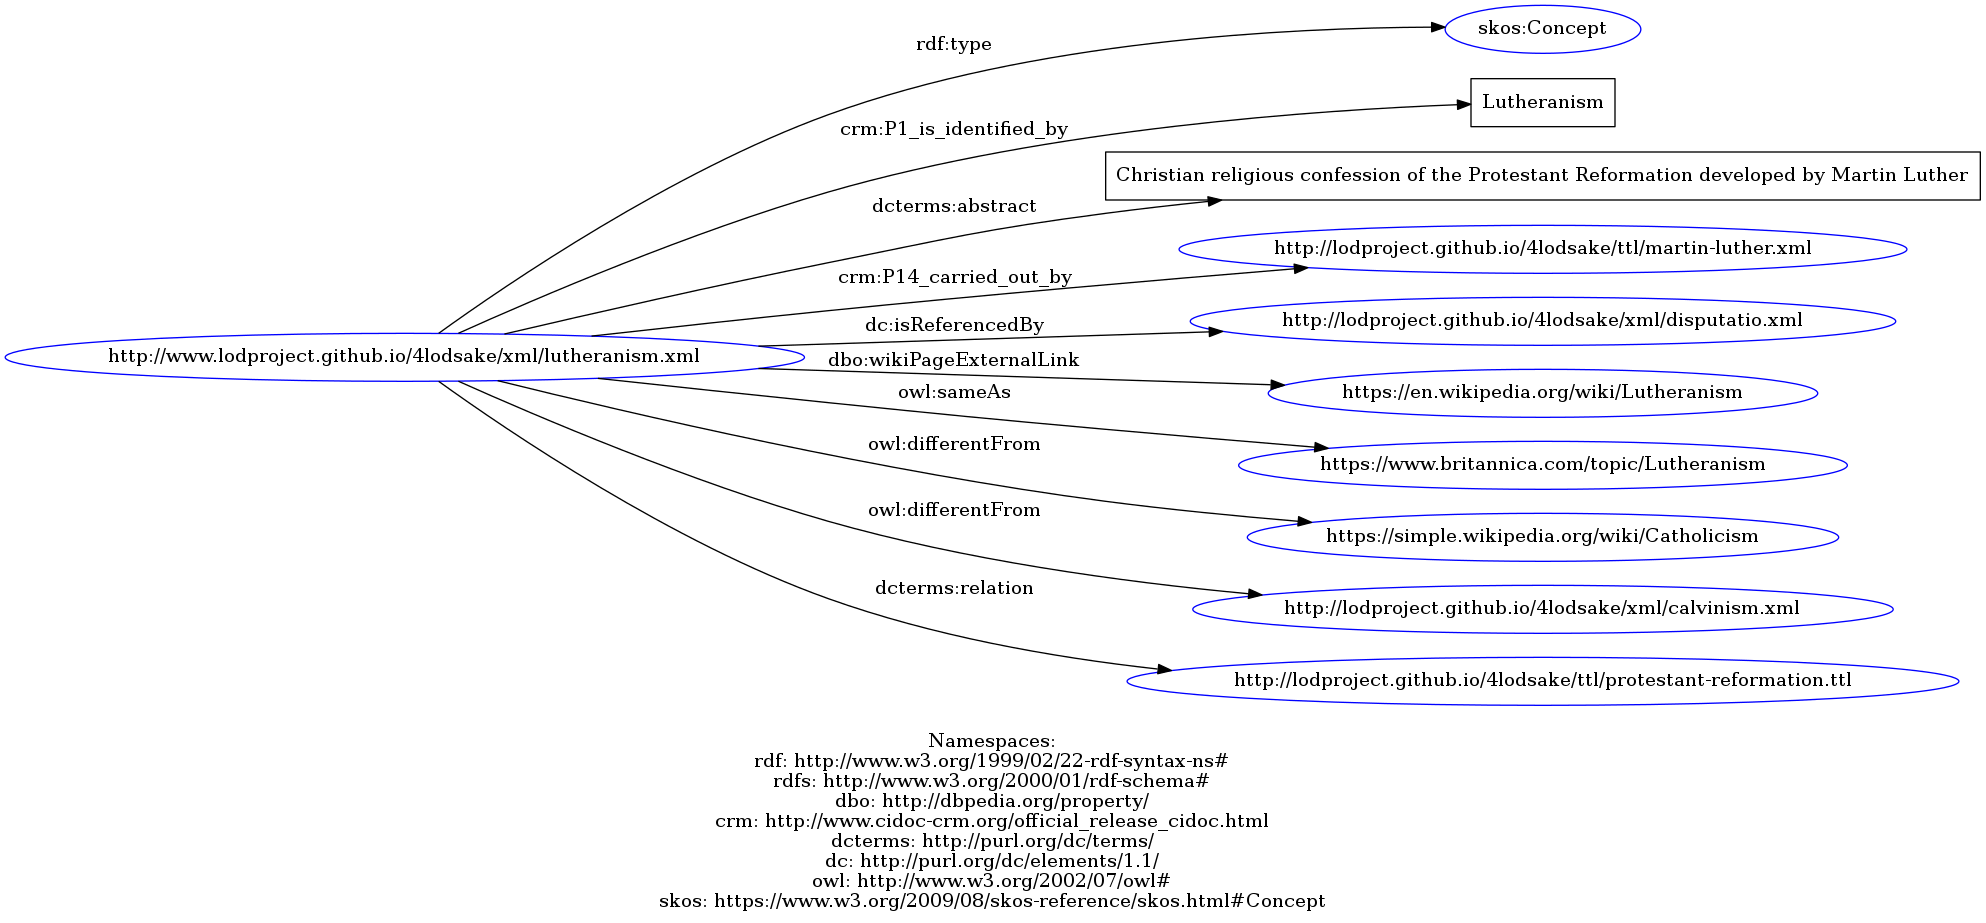 rdf:type
skos:Concept
crm:P1_is_identified_by
Lutheranism
dcterms:abstract
Christian religious confession of the Protestant Reformation developed by Martin Luther
crm:P14_carried_out_by
http://lodproject.github.io/4lodsake/ttl/martin-luther.xml
dc:isReferencedBy
http://lodproject.github.io/4lodsake/xml/disputatio.xml
http://www.lodproject.github.io/4lodsake/xml/lutheranism.xml
dbo:wikiPageExternalLink
https://en.wikipedia.org/wiki/Lutheranism
owl:sameAs
https://www.britannica.com/topic/Lutheranism
owl:differentFrom
https://simple.wikipedia.org/wiki/Catholicism
owl:differentFrom
http://lodproject.github.io/4lodsake/xml/calvinism.xml
dcterms:relation
http://lodproject.github.io/4lodsake/ttl/protestant-reformation.ttl
Namespaces:
rdf: http://www.w3.org/1999/02/22-rdf-syntax-ns#
rdfs: http://www.w3.org/2000/01/rdf-schema#
dbo: http://dbpedia.org/property/
crm: http://www.cidoc-crm.org/official_release_cidoc.html
dcterms: http://purl.org/dc/terms/
dc: http://purl.org/dc/elements/1.1/
owl: http://www.w3.org/2002/07/owl#
skos: https://www.w3.org/2009/08/skos-reference/skos.html#Concept